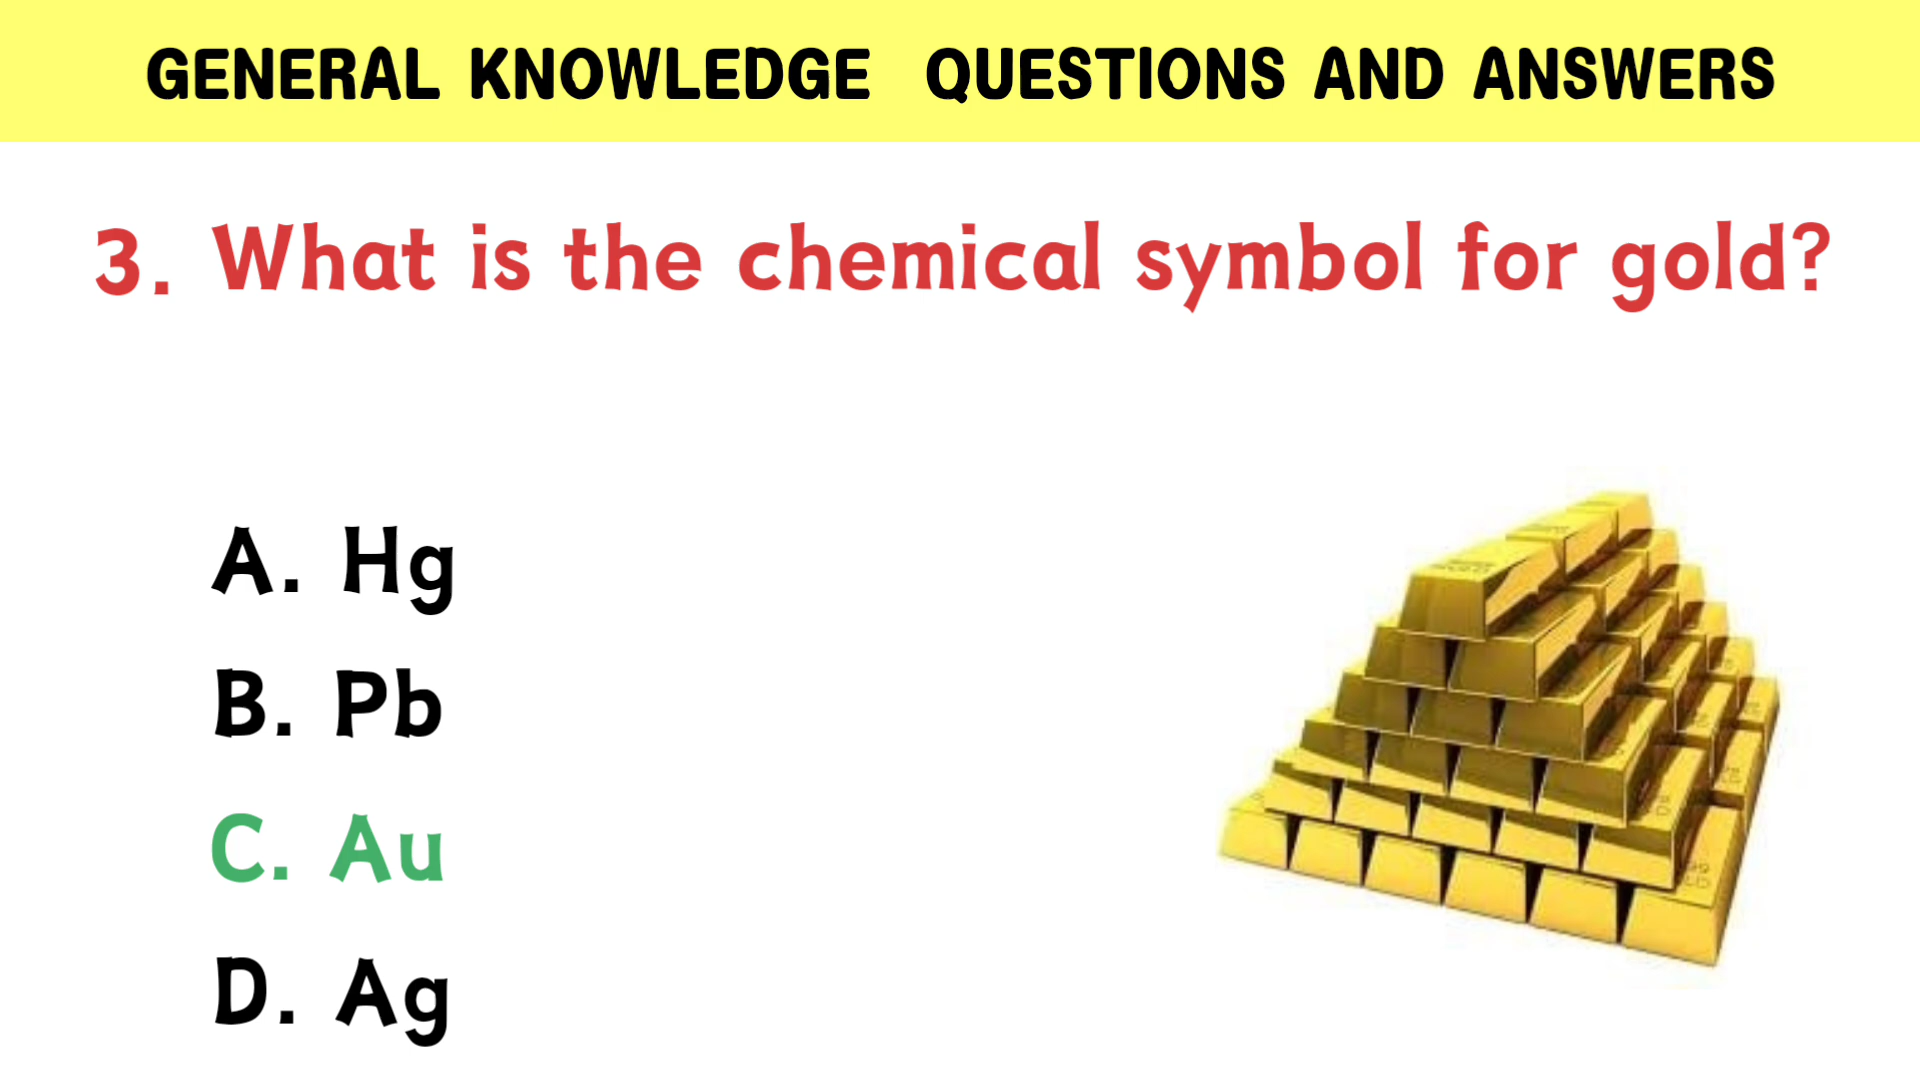 GENERAL KNOWLEDGE QUESTIONS AND ANSWERS
3. What is the chemical symbol for gold?
A. Hg
B. Pb
C. Au
D. Ag